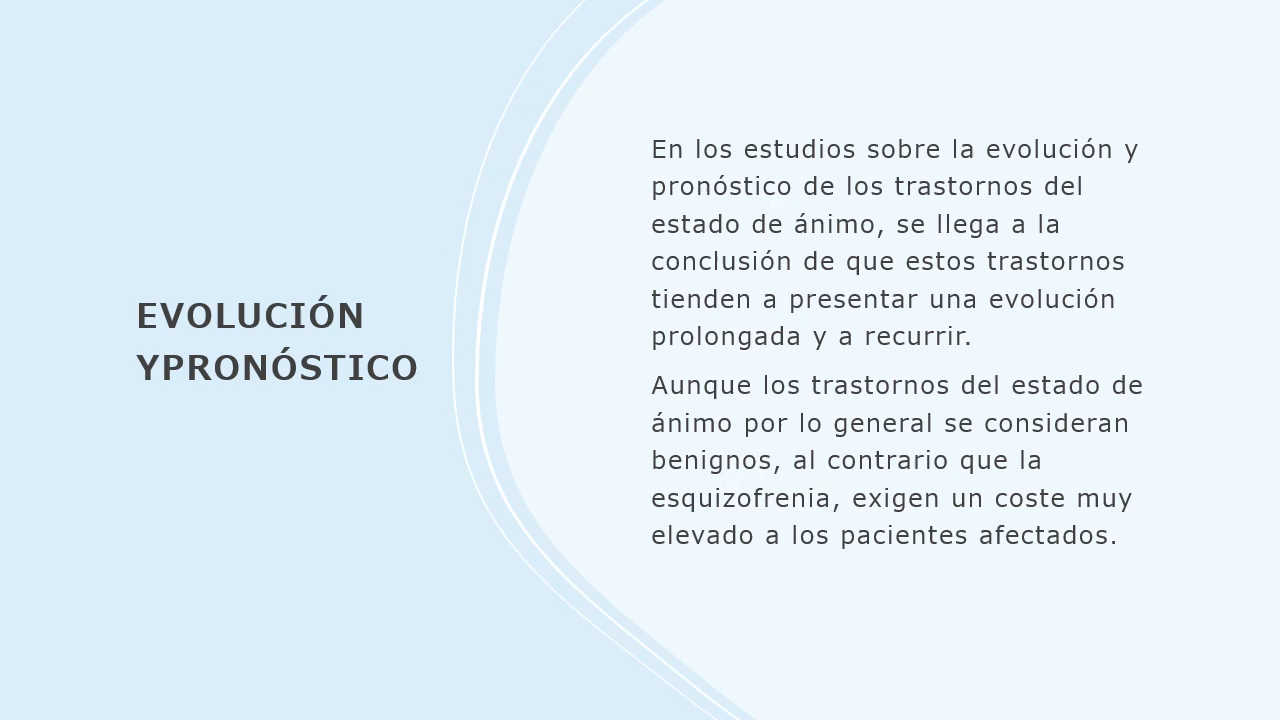 EVOLUCIÓN
YPRONÓSTICO
En los estudios sobre la evolución y
pronóstico de los trastornos del
estado de ánimo, se llega a la
conclusión de que estos trastornos
tienden a presentar una evolución
prolongada y a recurrir.
Aunque los trastornos del estado de
ánimo por lo general se consideran
benignos, al contrario que la
esquizofrenia, exigen un coste muy
elevado a los pacientes afectados.